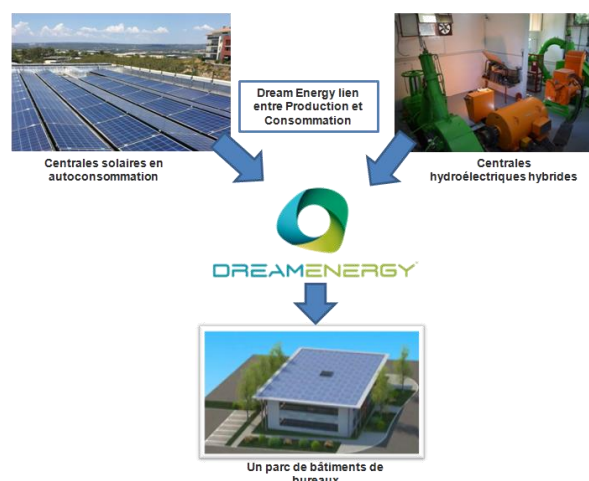 Dream Energy lien
entre Production et
Consommation
Centrales solaires en
autoconsommation
Centrales
hydroélectriques hybrides
DREAMENERGY
Un parc de bâtiments de
bureaux